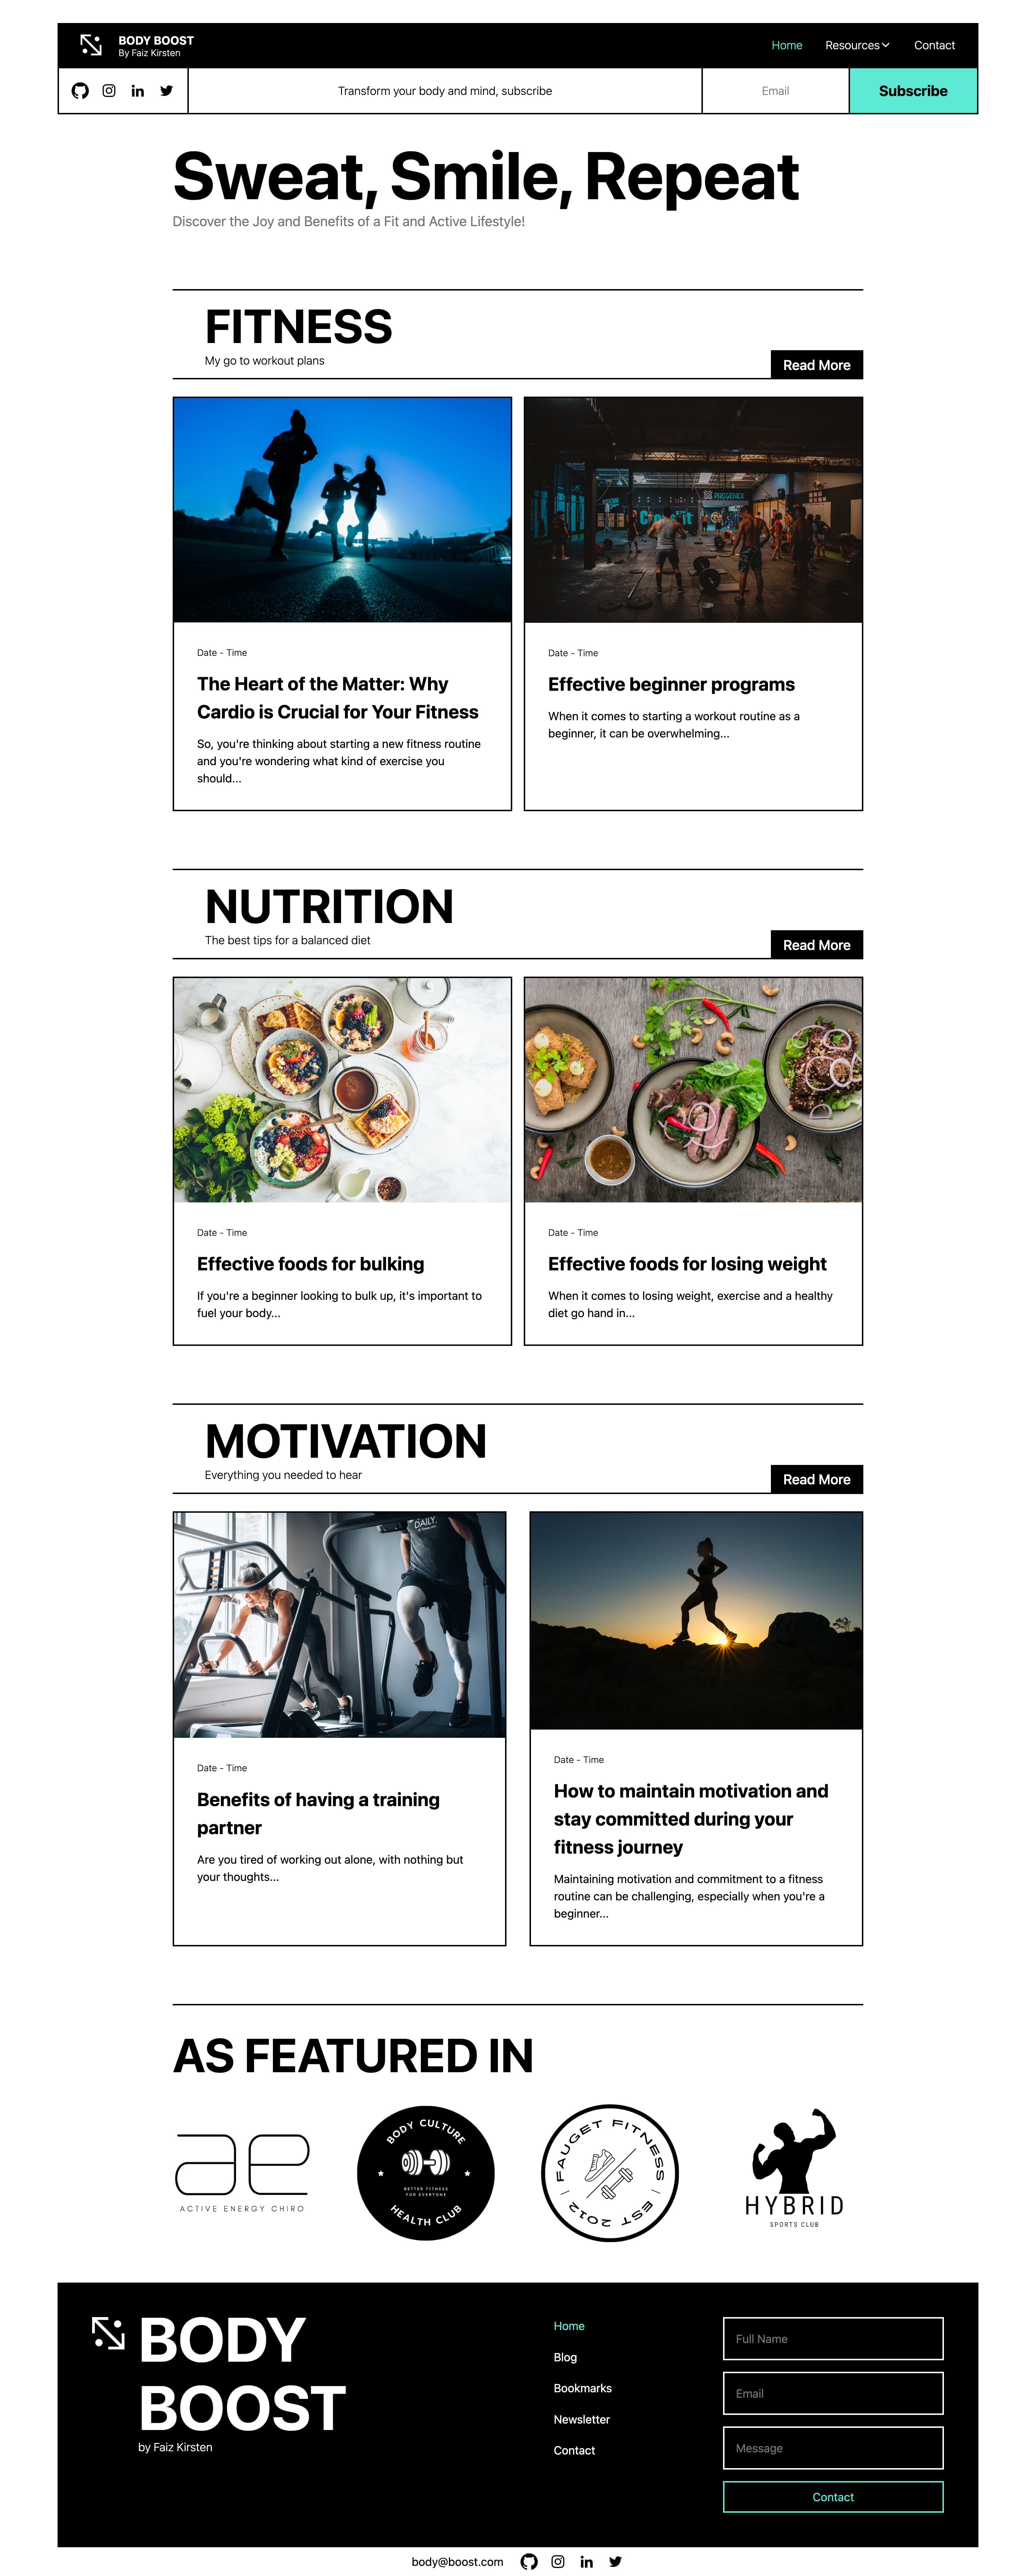 BODY BOOST
By Faiz Kirsten
Home Resources Contact
Transform your body and mind, subscribe Email Subscribe
Sweat, Smile, Repeat
Discover the Joy and Benefits of a Fit and Active Lifestyle!
FITNESS
My go to workout plans
Read More
PROGENEX
CrossFit
Date - Time
The Heart of the Matter: Why
Cardio is Crucial for Your Fitness
So, you're thinking about starting a new fitness routine
and you're wondering what kind of exercise you
should...
Date - Time
Effective beginner programs
When it comes to starting a workout routine as a
beginner, it can be overwhelming...
NUTRITION
The best tips for a balanced diet
Read More
Date - Time
Effective foods for bulking
If you're a beginner looking to bulk up, it's important to
fuel your body...
Date - Time
Effective foods for losing weight
When it comes to losing weight, exercise and a healthy
diet go hand in...
MOTIVATION
Everything you needed to hear
Read More
DAILY.
Date - Time
Benefits of having a training
partner
Are you tired of working out alone, with nothing but
your thoughts...
Date - Time
How to maintain motivation and
stay committed during your
fitness journey
Maintaining motivation and commitment to a fitness
routine can be challenging, especially when you're a
beginner...
AS FEATURED IN
ae
ACTIVE ENERGY CHIRO
BODY CULTURE
BETTER FITNESS
FOR EVERYONE
HEALTH CLUB
FAUGET FITNESS
EST 2012
HYBRID
SPORTS CLUB
BODY
BOOST
by Faiz Kirsten
Home
Blog
Bookmarks
Newsletter
Contact
Full Name
Email
Message
Contact
body@boost.com